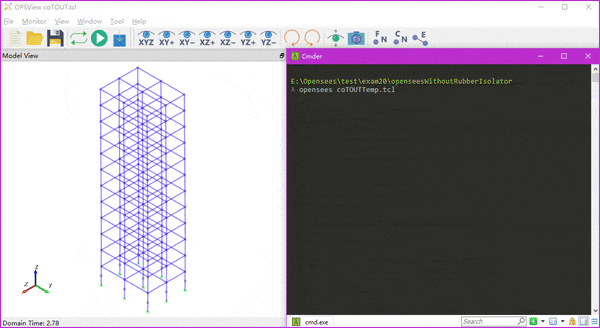 OPSView coTOUT.tcl
File Monitor View Window Tool Help
XYZ XY+ XY- XZ+ XZ- YZ+ YZ- F N C N E
Model View
Cmder
E:\Opensees\test\exam20\openseesWithoutRubberIsolator
λ opensees coTOUTTemp.tcl
z
Z y
Domain Time: 2.78
cmd.exe
Search